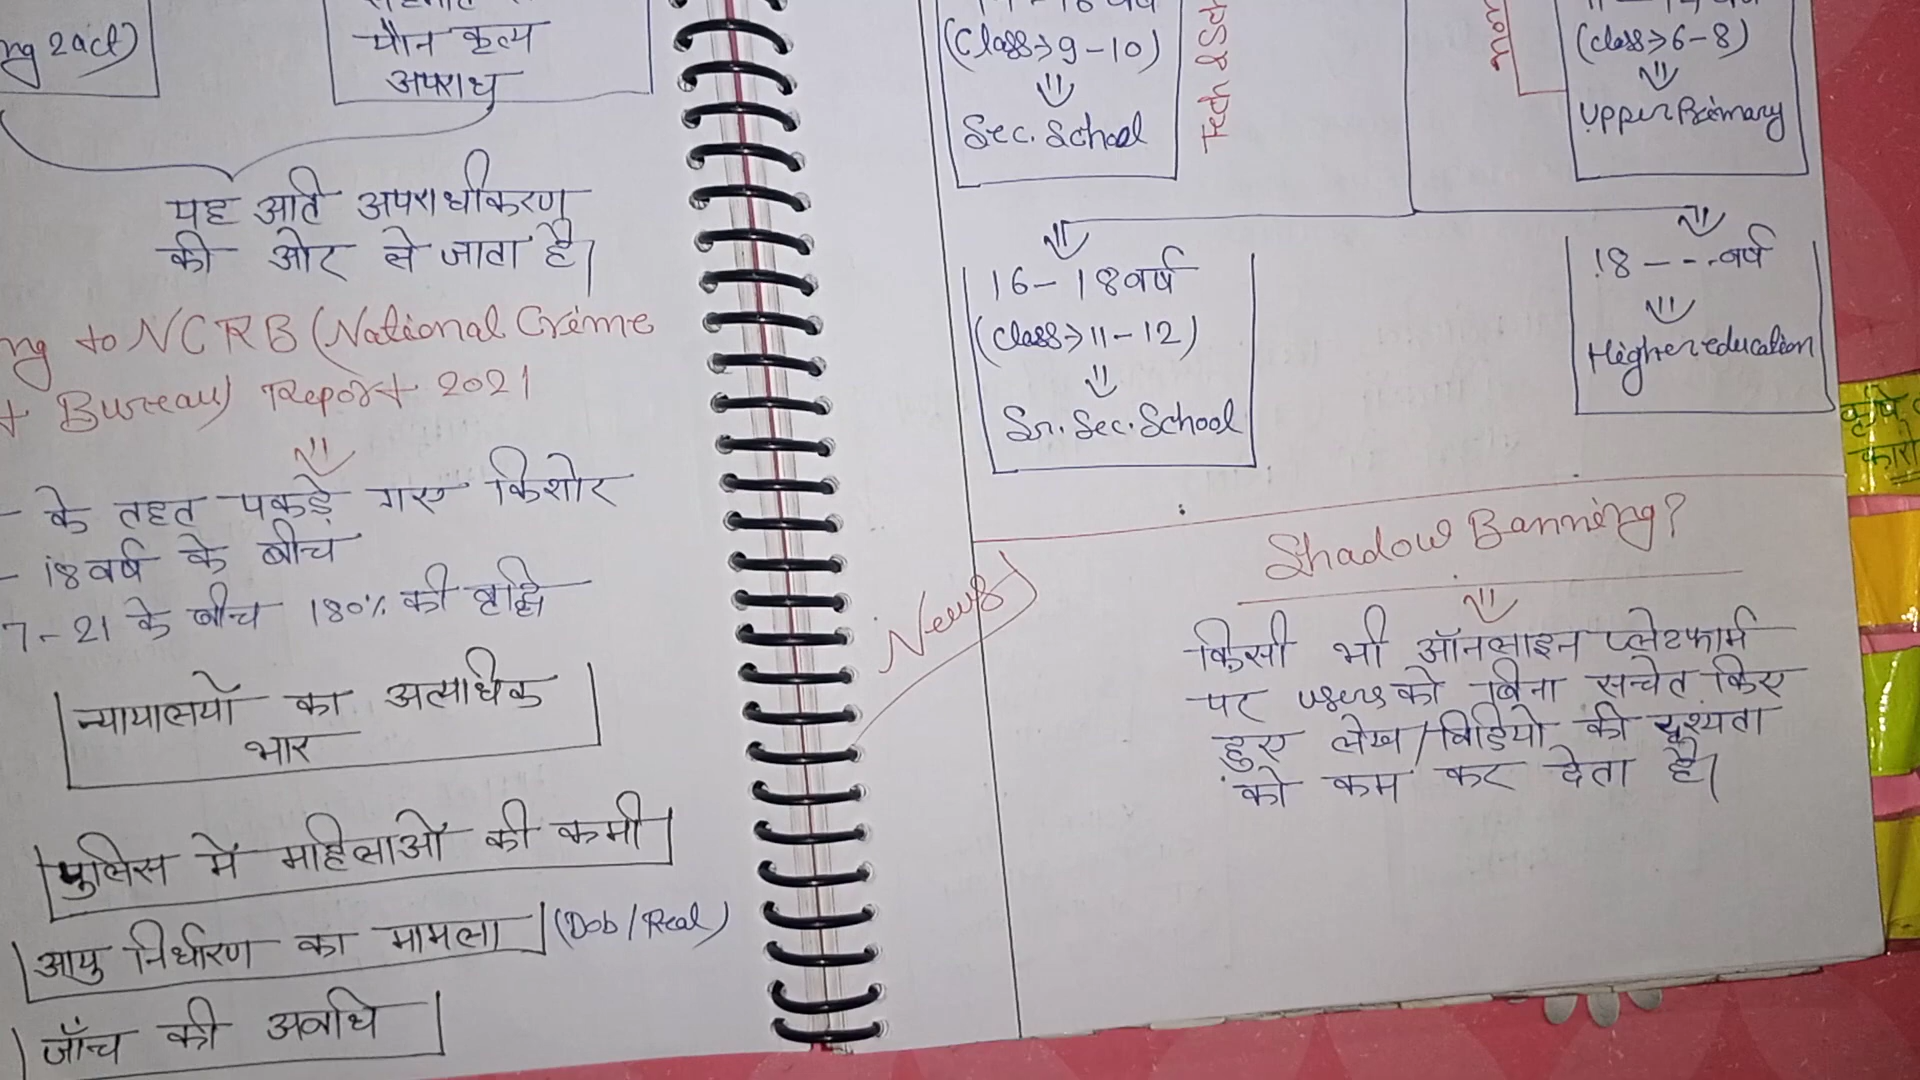 2 act)
यौन कृत्य
अपराध
यह अति अपराधीकरण
की ओर ले जाता है।
to NCRB (National Crime
Bureau) Report 2021
के तहत पकड़े गए किशोर
- 18 वर्ष के बीच
7-21 के बीच 180% की वृद्धि
न्यायालयों का अत्यधिक
भार
पुलिस में महिलाओं की कमी
आयु निर्धारण का मामला (Dob/Real)
जाँच की अवधि
(Class→9-10)
Sec. School
Tech &
(class→6-8)
Upper Primary
16-18 वर्ष
(class→11-12)
Sr. Sec. School
18 --- वर्ष
Higher education
News
Shadow Banning?
किसी भी ऑनलाइन प्लेटफार्म
पर users को बिना सचेत किए
हुए लेख/विडियो की दृश्यता
को कम कर देता है।
कृषि